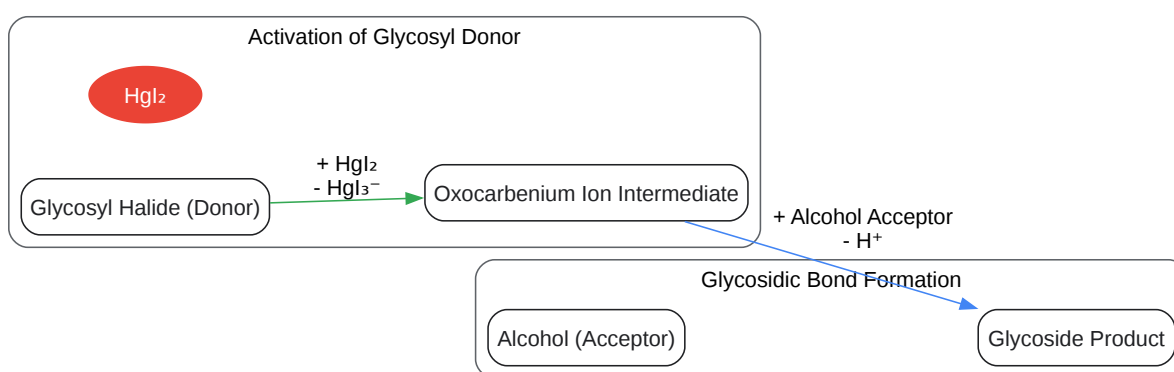 Activation of Glycosyl Donor
HgI₂
+ HgI₂
- HgI₃⁻
Glycosyl Halide (Donor)
Oxocarbenium Ion Intermediate
+ Alcohol Acceptor
- H⁺
Glycosidic Bond Formation
Alcohol (Acceptor)
Glycoside Product